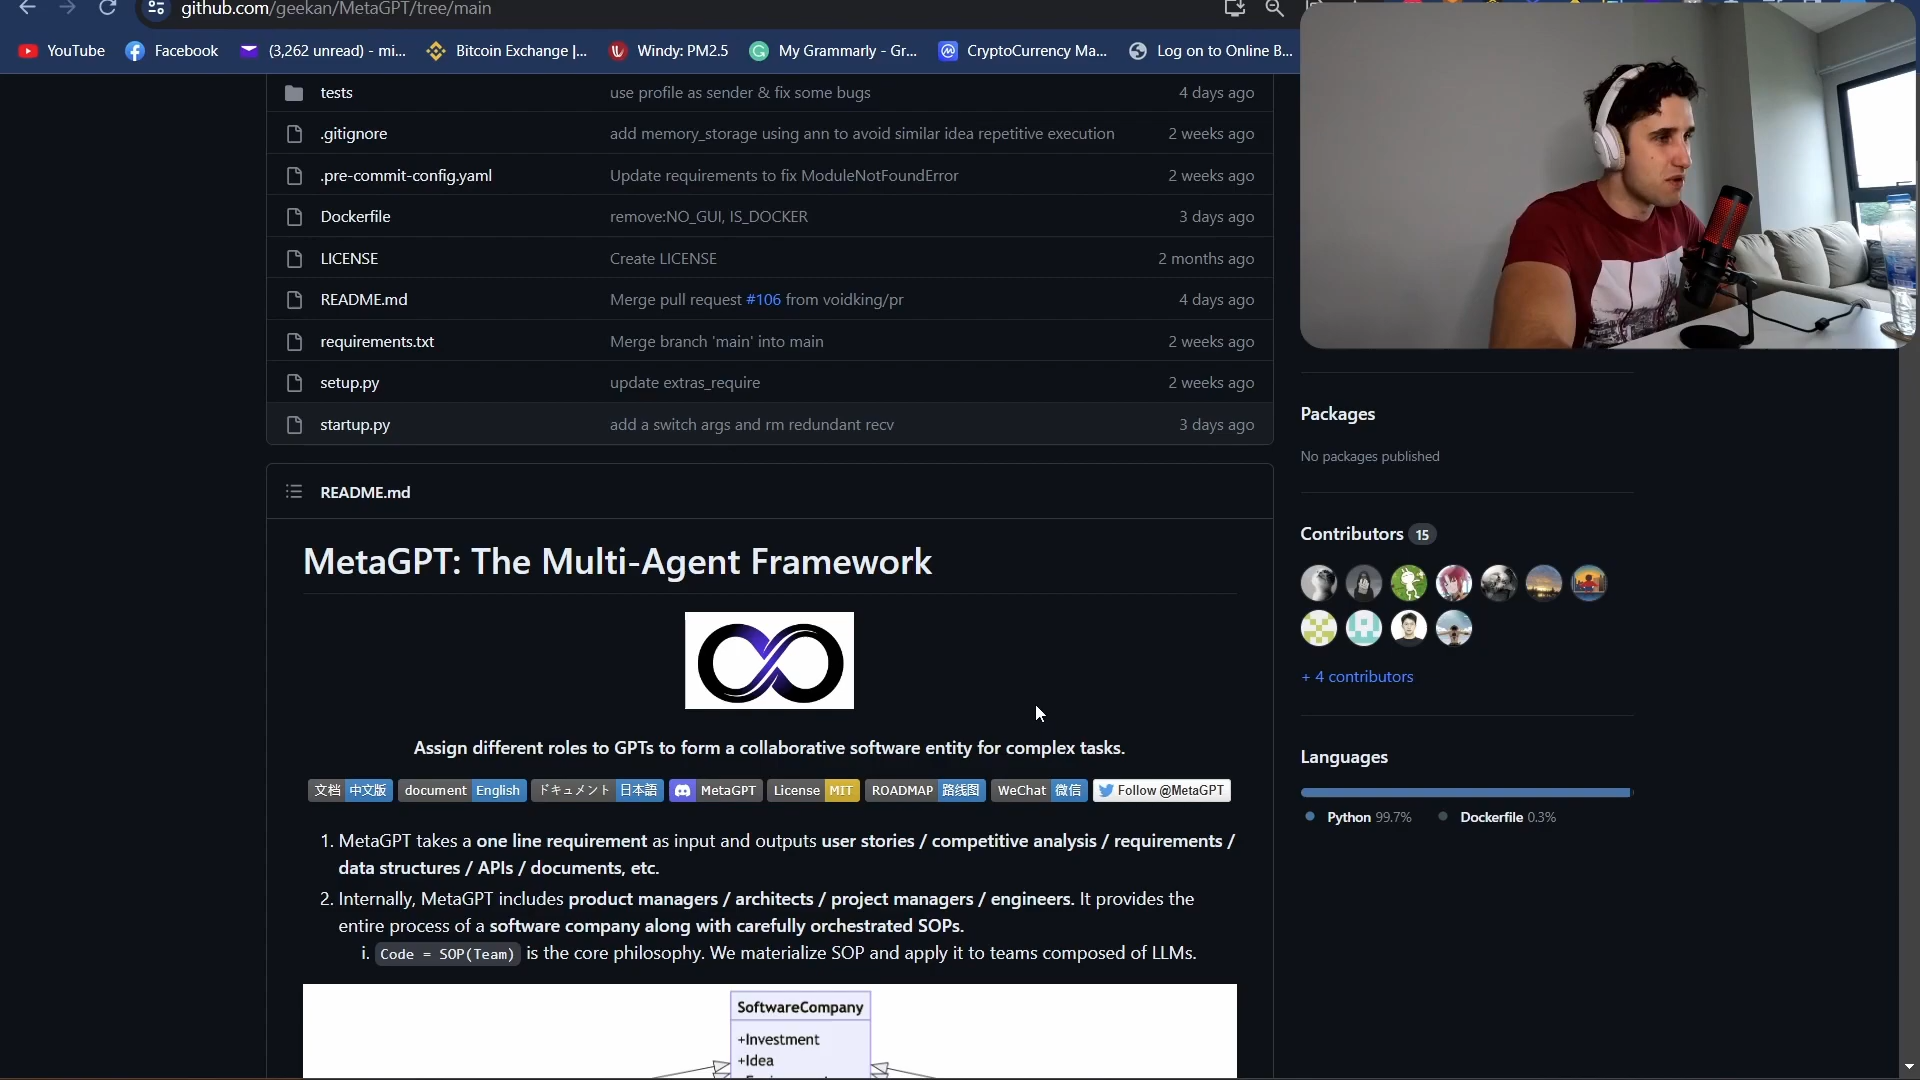 github.com/geekan/MetaGPT/tree/main
YouTube Facebook (3,262 unread) - mi... Bitcoin Exchange |... Windy: PM2.5 My Grammarly - Gr... CryptoCurrency Ma... Log on to Online B...
tests use profile as sender & fix some bugs 4 days ago
.gitignore add memory_storage using ann to avoid similar idea repetitive execution 2 weeks ago
.pre-commit-config.yaml Update requirements to fix ModuleNotFoundError 2 weeks ago
Dockerfile remove:NO_GUI, IS_DOCKER 3 days ago
LICENSE Create LICENSE 2 months ago
README.md Merge pull request #106 from voidking/pr 4 days ago
requirements.txt Merge branch 'main' into main 2 weeks ago
setup.py update extras_require 2 weeks ago
startup.py add a switch args and rm redundant recv 3 days ago
README.md
MetaGPT: The Multi-Agent Framework
Assign different roles to GPTs to form a collaborative software entity for complex tasks.
文档 中文版 document English ドキュメント 日本語 MetaGPT License MIT ROADMAP 路线图 WeChat 微信 Follow @MetaGPT
1. MetaGPT takes a one line requirement as input and outputs user stories / competitive analysis / requirements /
data structures / APIs / documents, etc.
2. Internally, MetaGPT includes product managers / architects / project managers / engineers. It provides the
entire process of a software company along with carefully orchestrated SOPs.
i. Code = SOP(Team) is the core philosophy. We materialize SOP and apply it to teams composed of LLMs.
SoftwareCompany
+Investment
+Idea
Packages
No packages published
Contributors 15
+ 4 contributors
Languages
Python 99.7% Dockerfile 0.3%